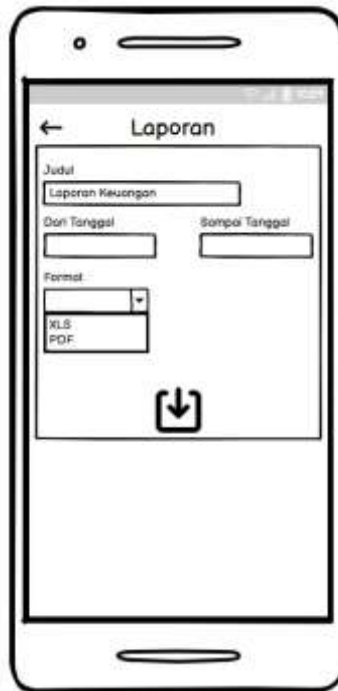 Laporan
Judul
Laporan Keuangan
Dari Tanggal Sampai Tanggal
Format
XLS
PDF